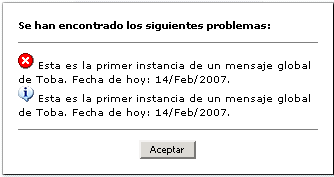 Se han encontrado los siguientes problemas:
Esta es la primer instancia de un mensaje global
de Toba. Fecha de hoy: 14/Feb/2007.
Esta es la primer instancia de un mensaje global
de Toba. Fecha de hoy: 14/Feb/2007.
Aceptar